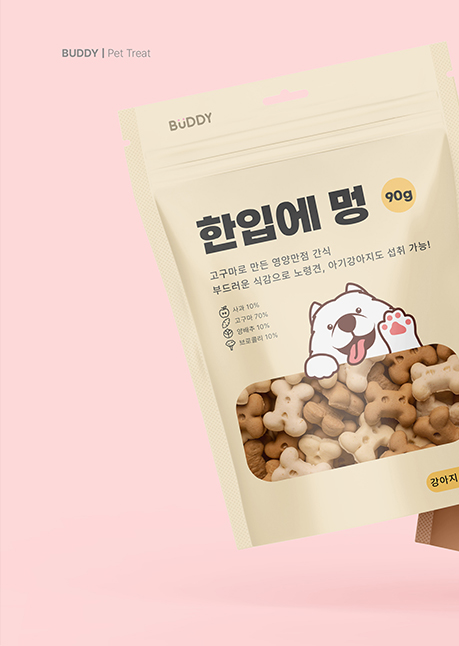 BUDDY | Pet Treat
BUDDY
한입에 멍
90g
고구마로 만든 영양만점 간식
부드러운 식감으로 노령견, 아기강아지도 섭취 가능!
사과 10%
고구마 70%
양배추 10%
브로콜리 10%
강아지